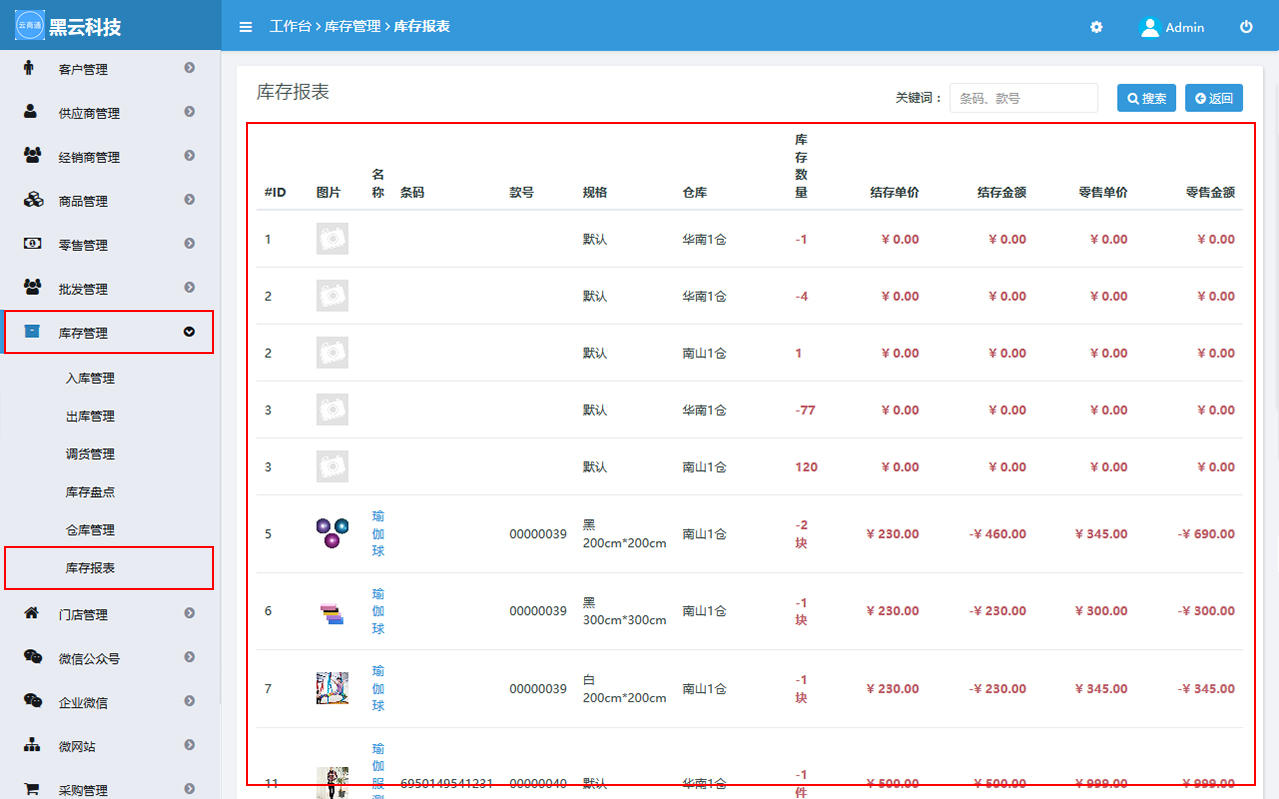 云商通 黑云科技
工作台 › 库存管理 › 库存报表
Admin
客户管理
供应商管理
经销商管理
商品管理
零售管理
批发管理
库存管理
入库管理
出库管理
调货管理
库存盘点
仓库管理
库存报表
门店管理
微信公众号
企业微信
微网站
采购管理
库存报表
关键词： 条码、款号 搜索 返回
#ID 图片 名称 条码 款号 规格 仓库 库存数量 结存单价 结存金额 零售单价 零售金额
1 默认 华南1仓 -1 ¥ 0.00 ¥ 0.00 ¥ 0.00 ¥ 0.00
2 默认 华南1仓 -4 ¥ 0.00 ¥ 0.00 ¥ 0.00 ¥ 0.00
2 默认 南山1仓 1 ¥ 0.00 ¥ 0.00 ¥ 0.00 ¥ 0.00
3 默认 华南1仓 -77 ¥ 0.00 ¥ 0.00 ¥ 0.00 ¥ 0.00
3 默认 南山1仓 120 ¥ 0.00 ¥ 0.00 ¥ 0.00 ¥ 0.00
5 瑜伽球 00000039 黑 200cm*200cm 南山1仓 -2 块 ¥ 230.00 -¥ 460.00 ¥ 345.00 -¥ 690.00
6 瑜伽球 00000039 黑 300cm*300cm 南山1仓 -1 块 ¥ 230.00 -¥ 230.00 ¥ 300.00 -¥ 300.00
7 瑜伽球 00000039 白 200cm*200cm 南山1仓 -1 块 ¥ 230.00 -¥ 230.00 ¥ 345.00 -¥ 345.00
11 瑜伽服测 6950149541231 00000040 默认 华南1仓 -1 件 ¥ 500.00 -¥ 500.00 ¥ 999.00 -¥ 999.00